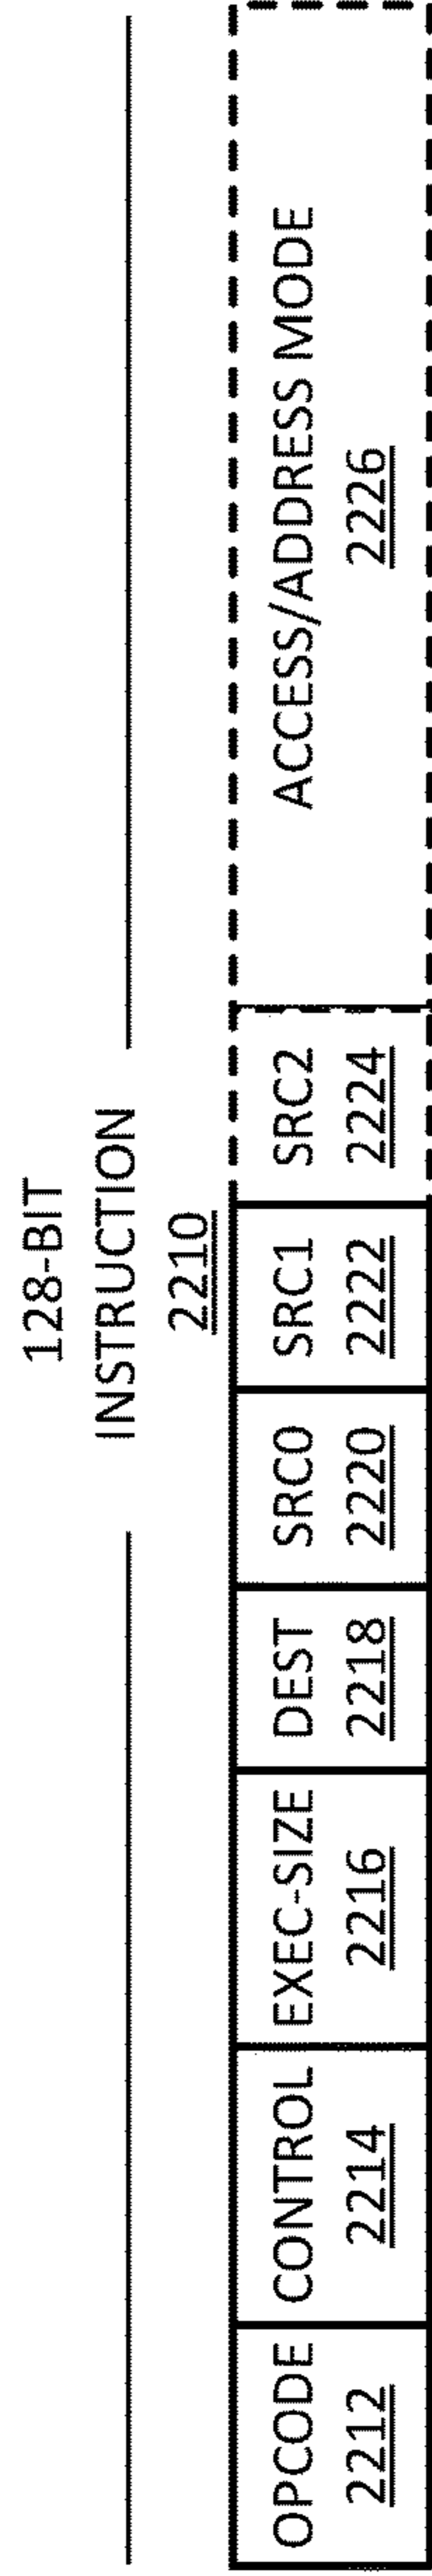 128-BIT
INSTRUCTION
2210
OPCODE
2212
CONTROL
2214
EXEC-SIZE
2216
DEST
2218
SRC0
2220
SRC1
2222
SRC2
2224
ACCESS/ADDRESS MODE
2226